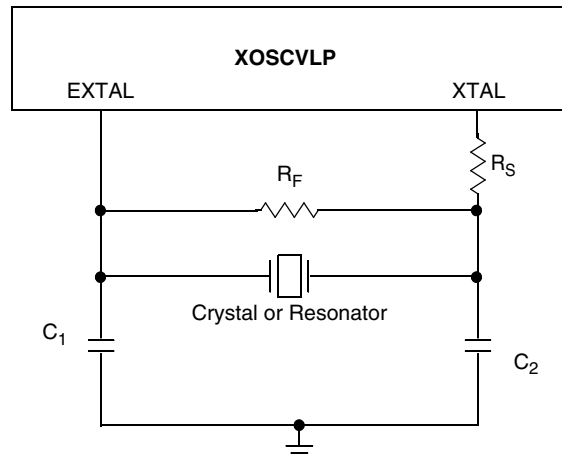 XOSCVLP
EXTAL XTAL
R_S
R_F
Crystal or Resonator
C_1
C_2